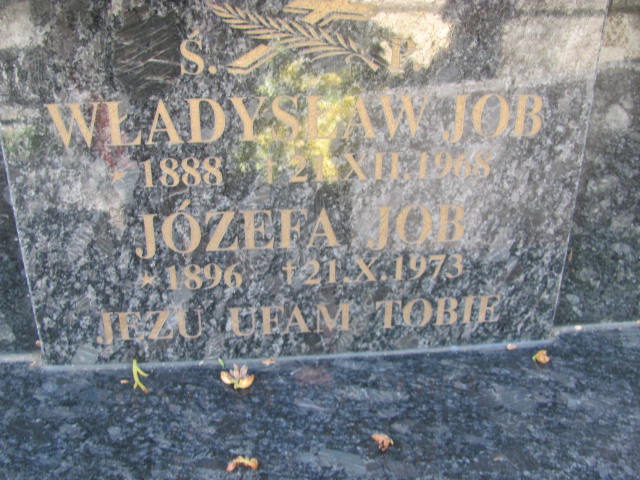 Ś. P.
WŁADYSŁAW JOB
* 1888 † 21.XII.1968
JÓZEFA JOB
* 1896 † 21.X.1973
JEZU UFAM TOBIE